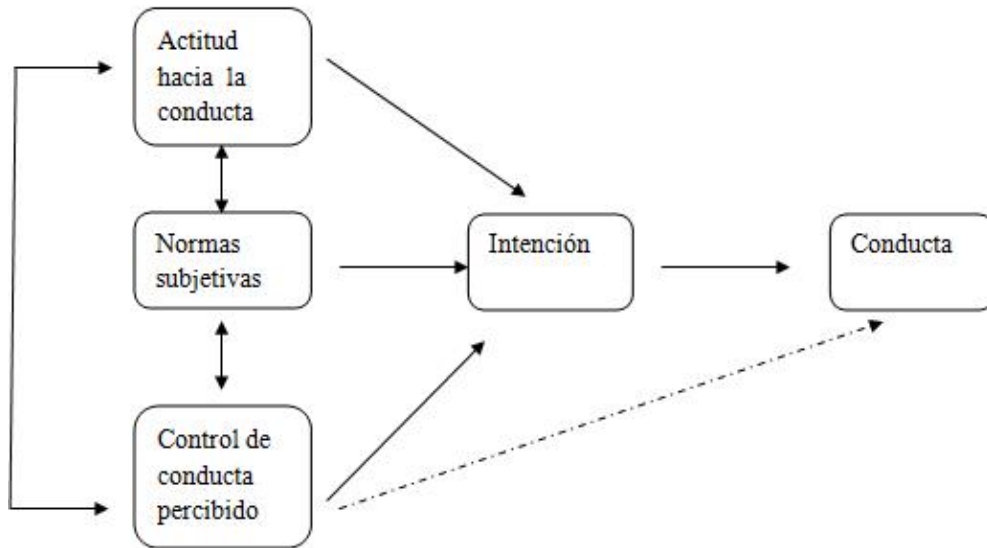 Actitud
hacia la
conducta
Normas
subjetivas
Intención
Conducta
Control de
conducta
percibido